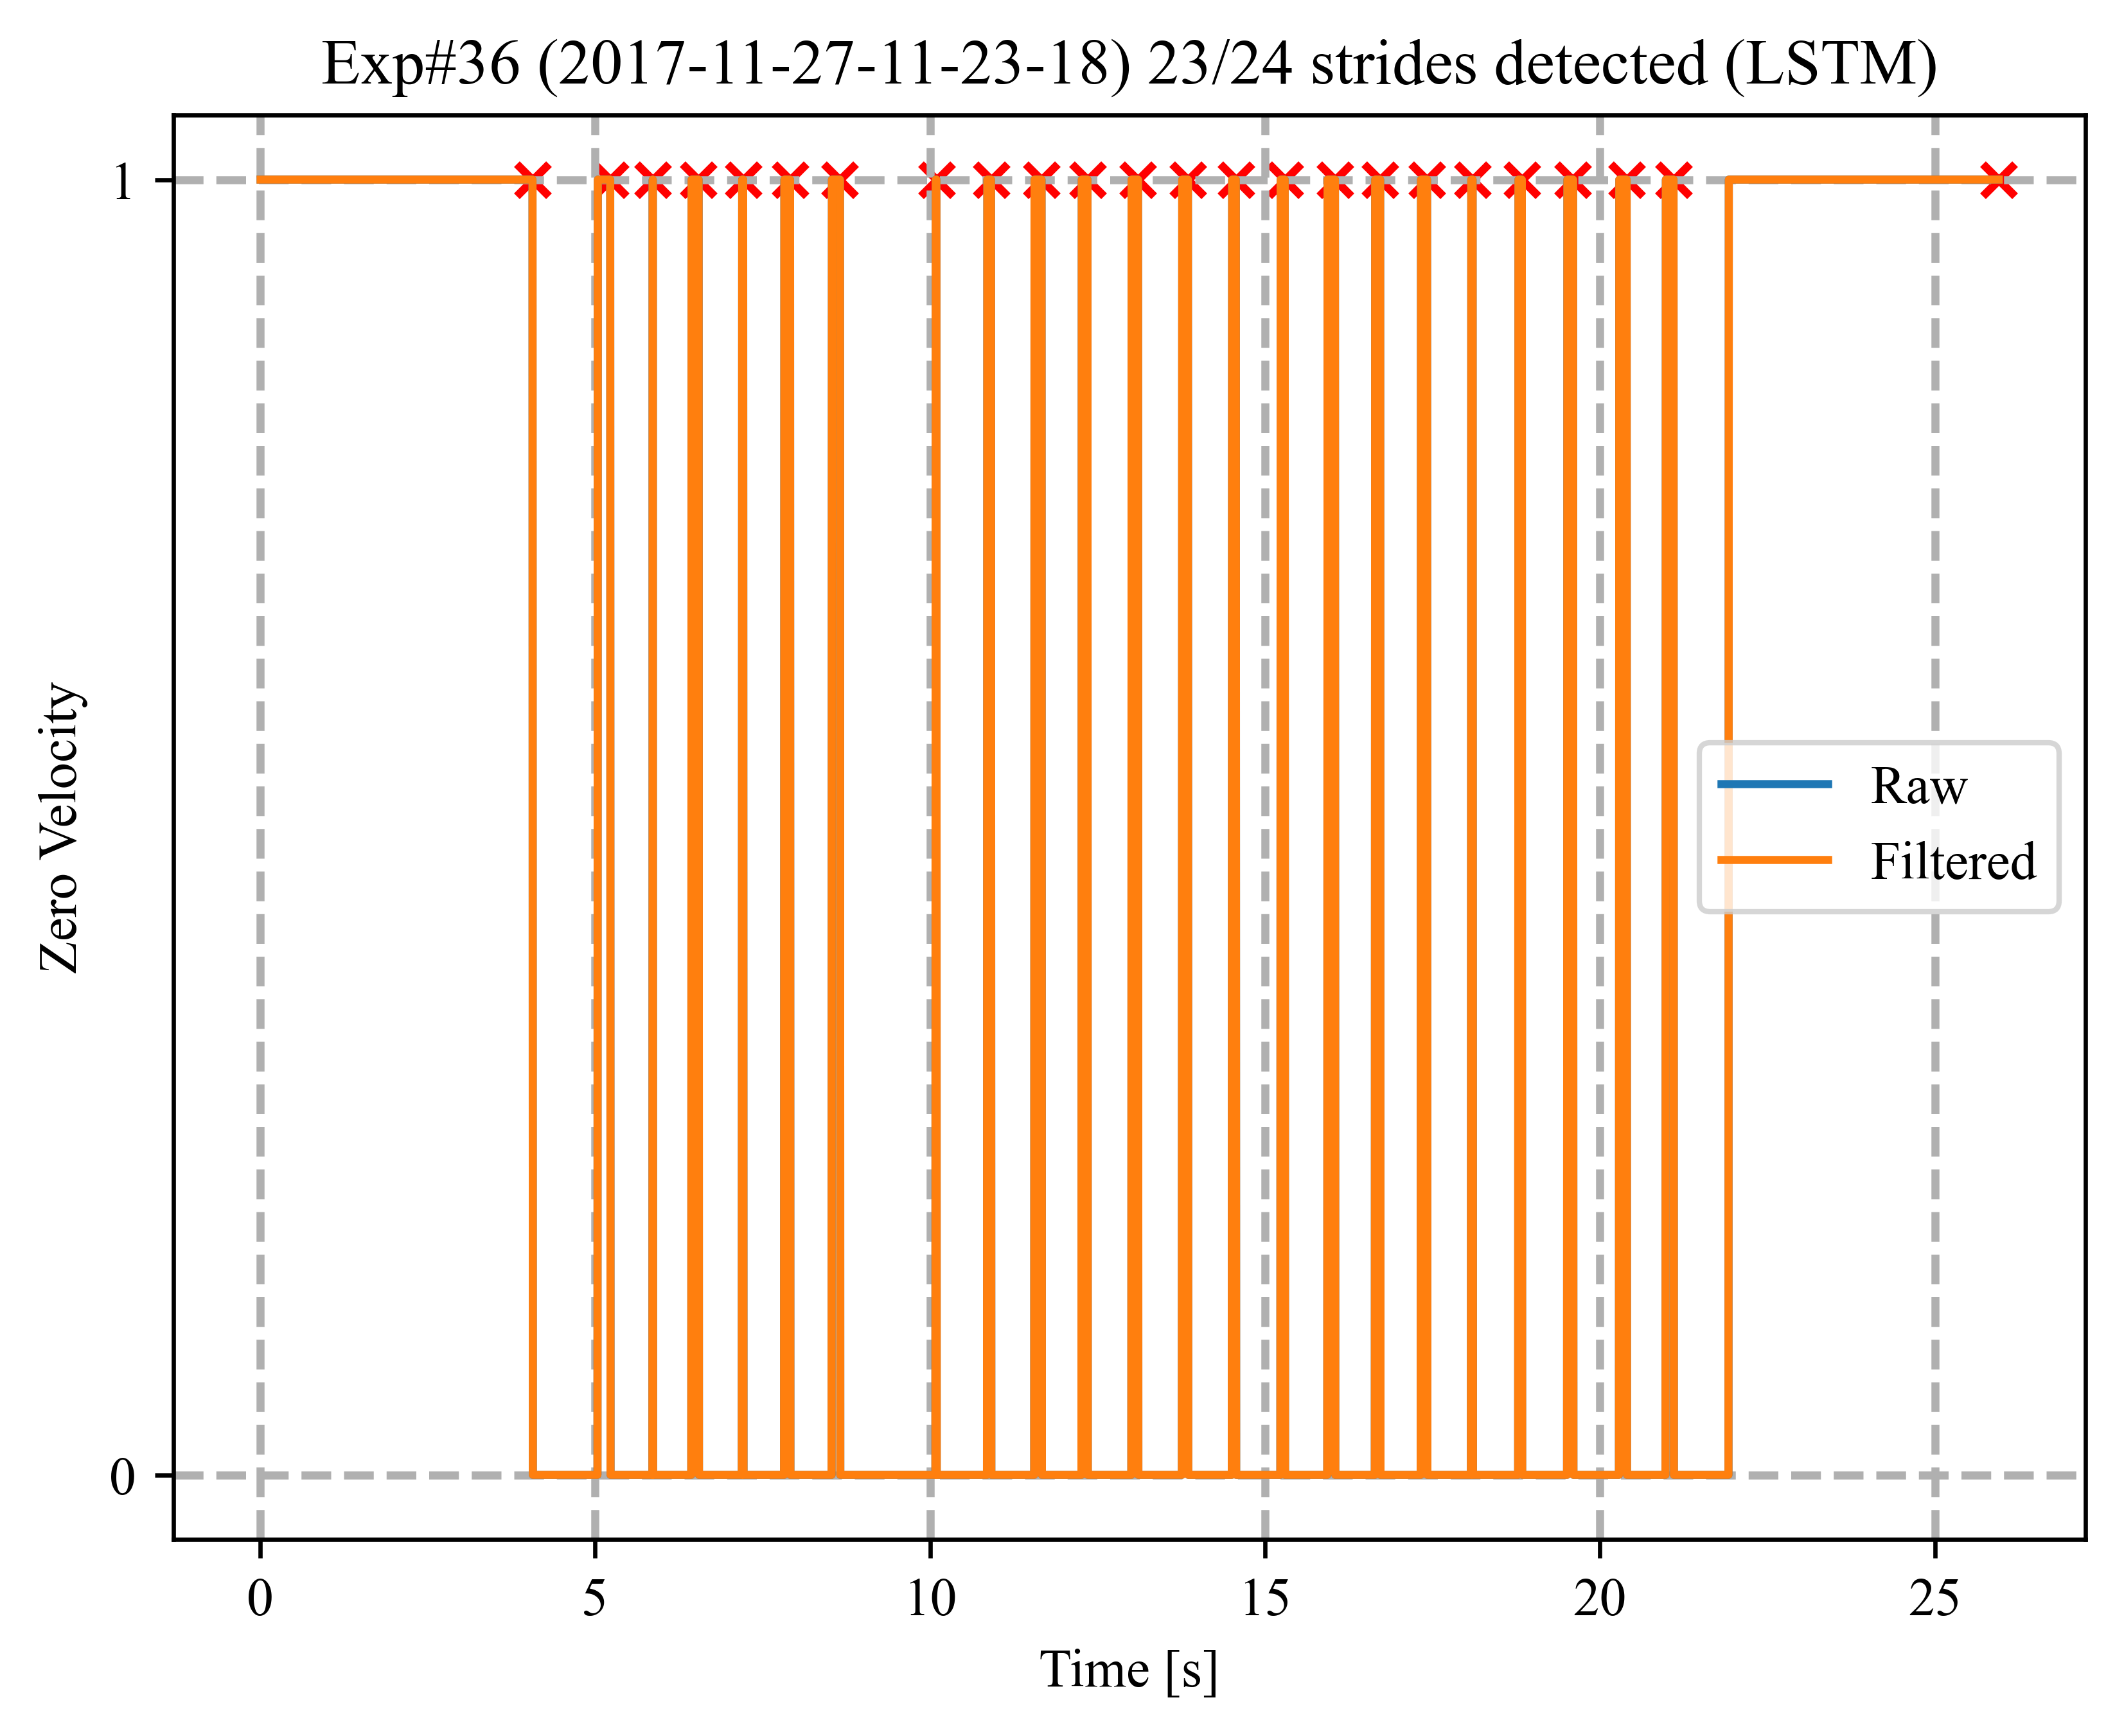 Exp#36 (2017-11-27-11-23-18) 23/24 strides detected (LSTM)
1
Zero Velocity
Raw
Filtered
0
0 5 10 15 20 25
Time [s]